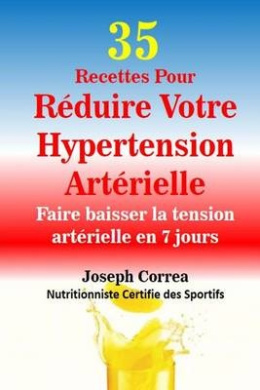 35
Recettes Pour
Réduire Votre
Hypertension
Artérielle
Faire baisser la tension
artérielle en 7 jours
Joseph Correa
Nutritionniste Certifie des Sportifs